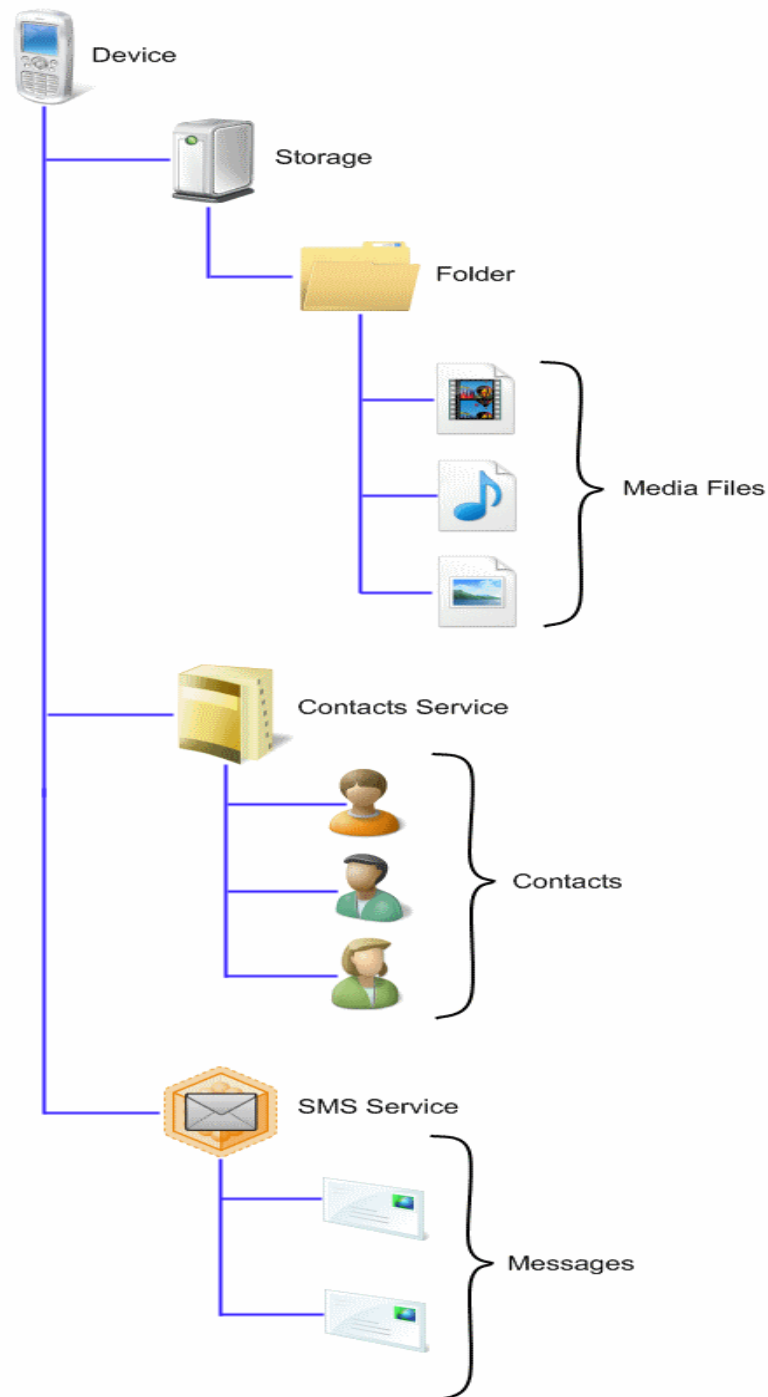 Device
Storage
Folder
Media Files
Contacts Service
Contacts
SMS Service
Messages